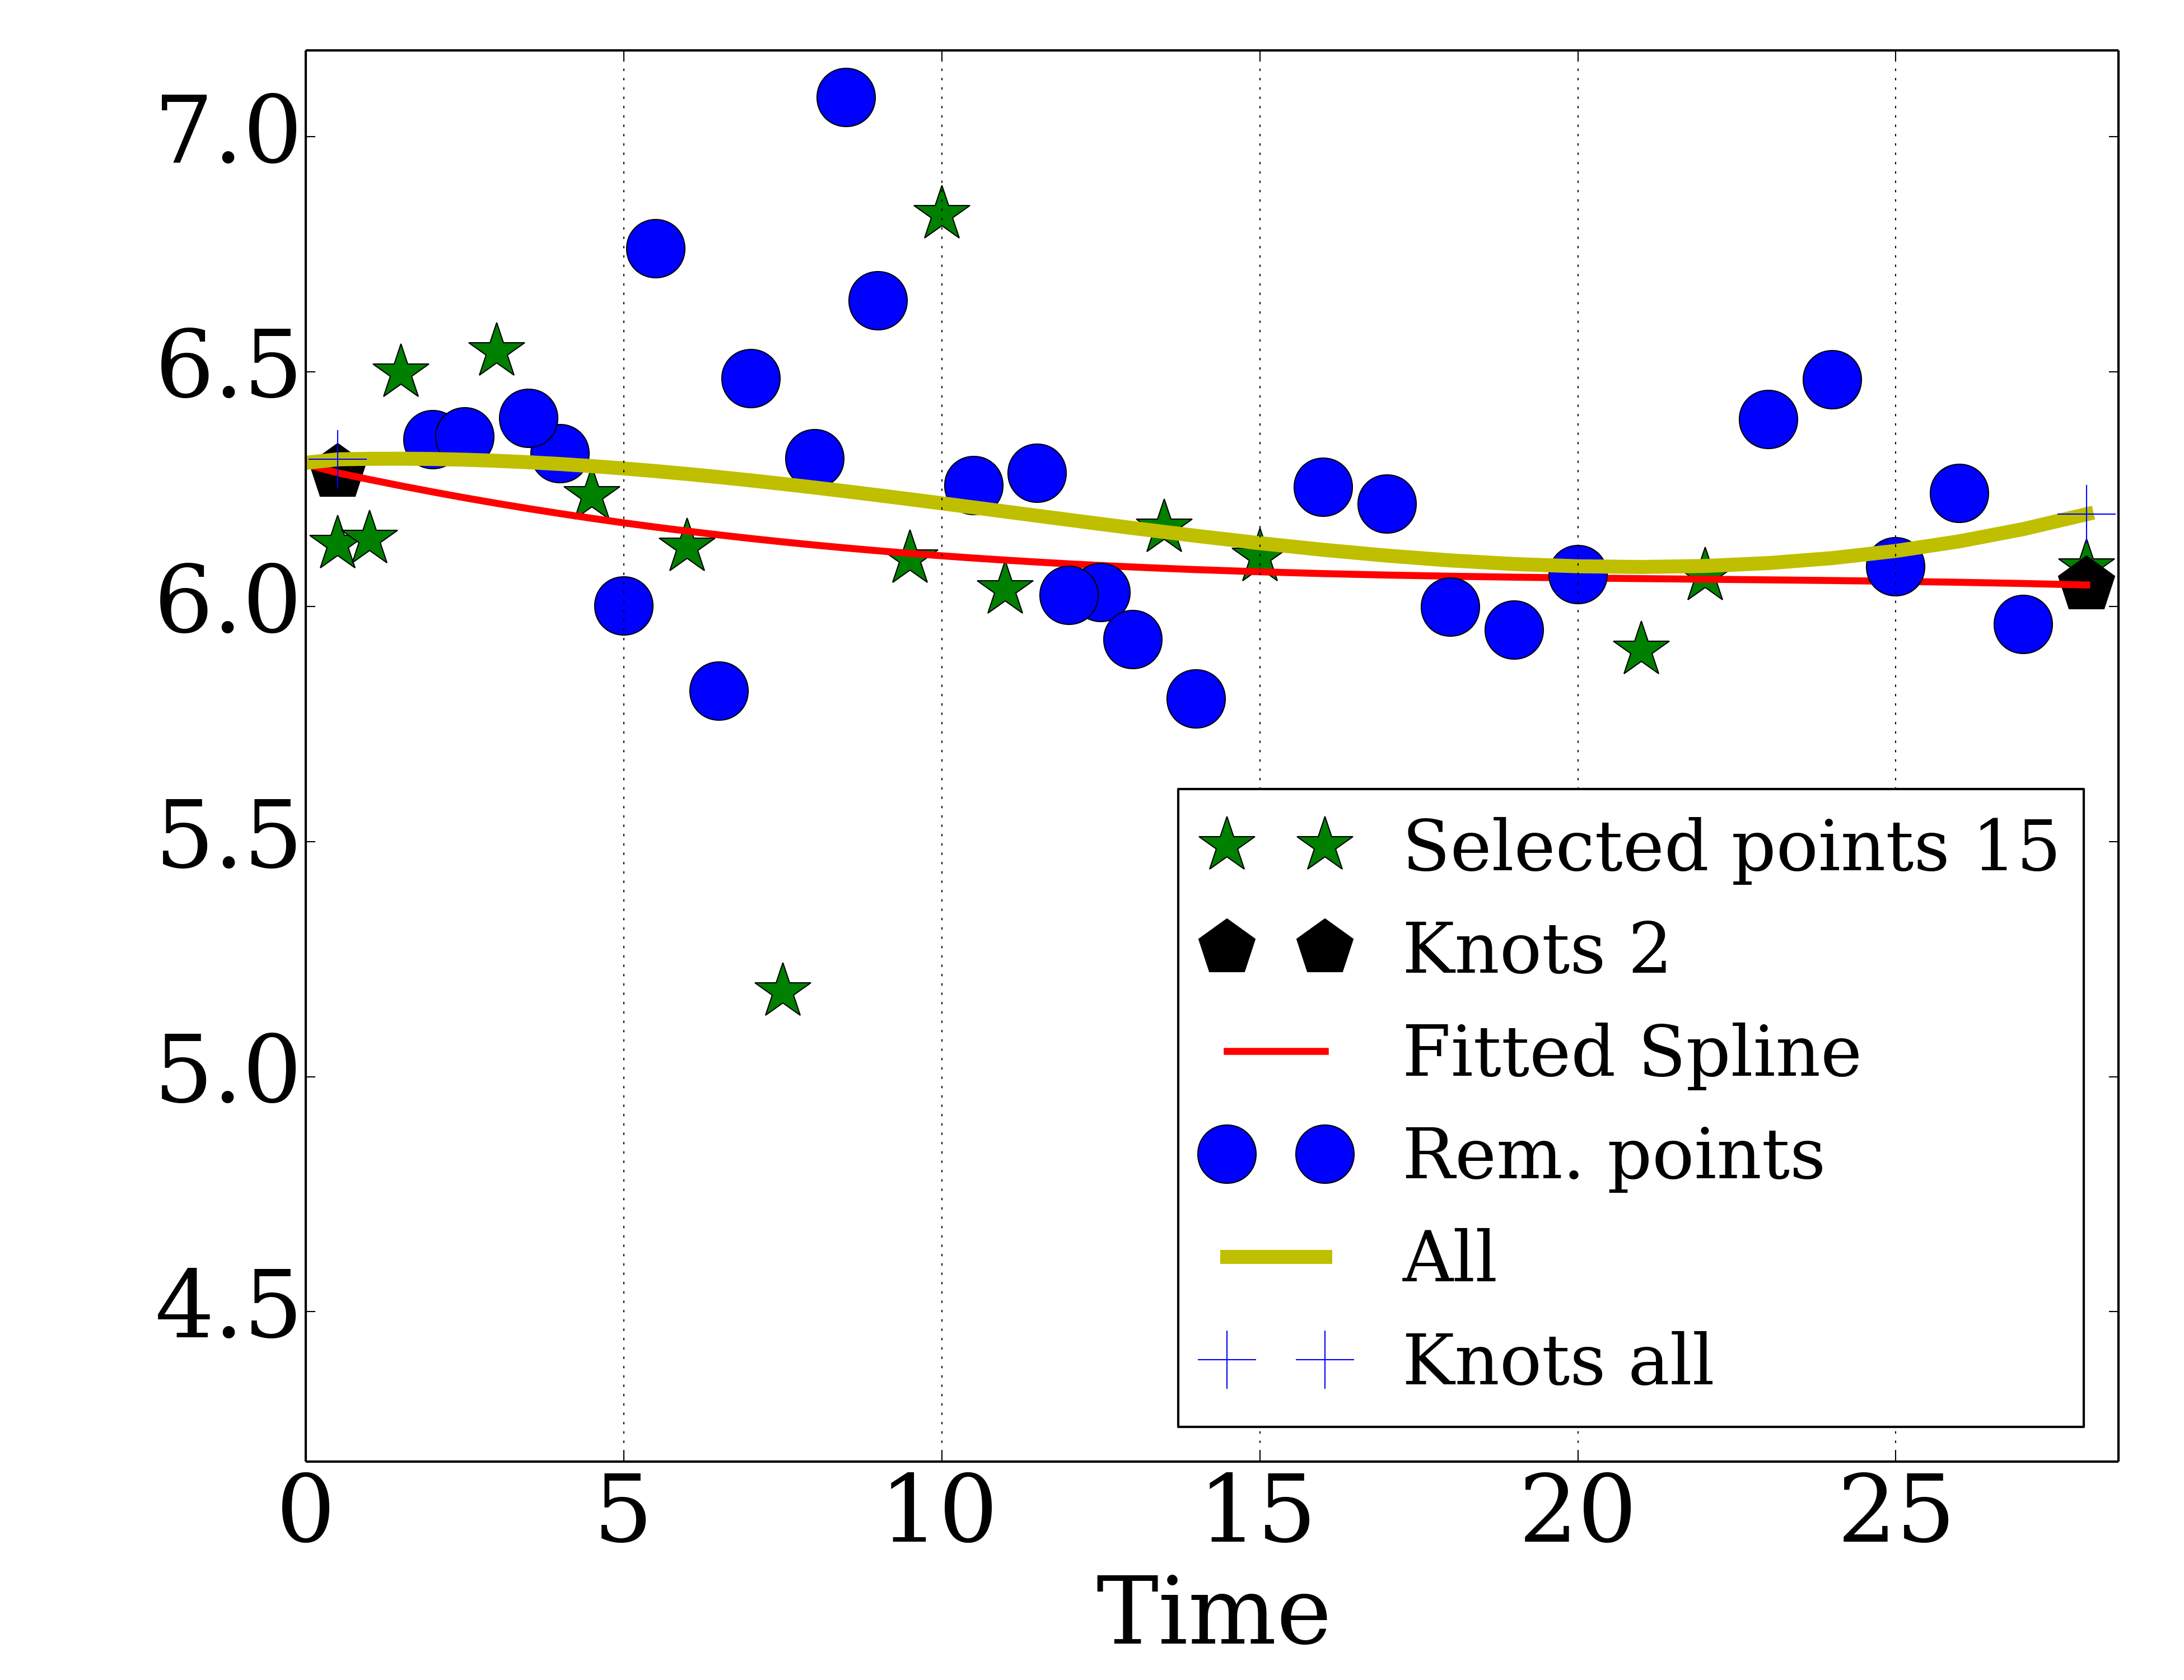 7.0
6.5
6.0
5.5
5.0
4.5
Selected points 15
Knots 2
Fitted Spline
Rem. points
All
Knots all
0 5 10 15 20 25
Time